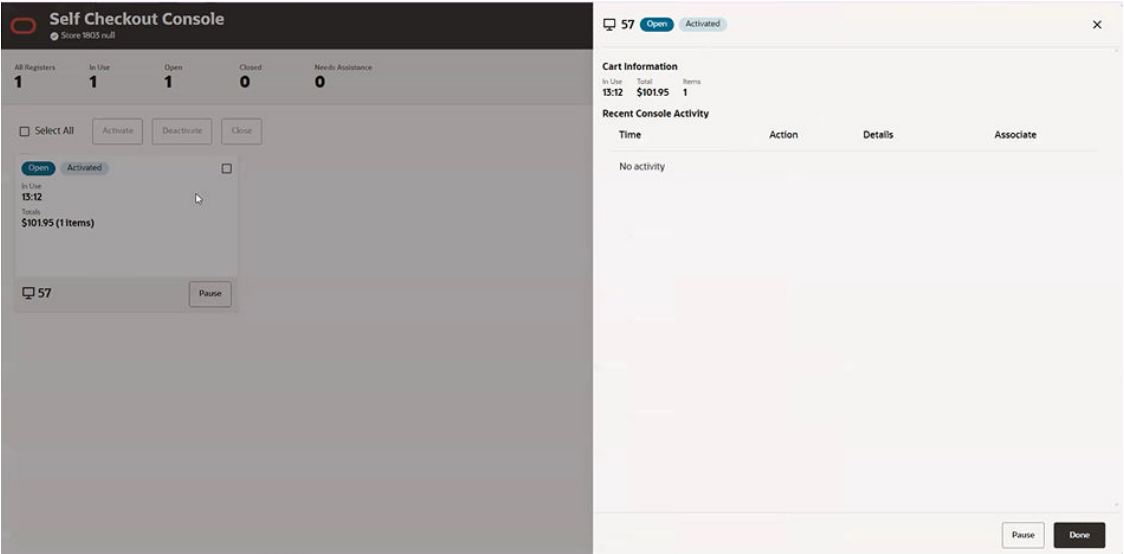 Self Checkout Console
Store 1803 null
All Registers In Use Open Closed Needs Assistance
1 1 1 0 0
Select All Activate Deactivate Close
Open Activated
In Use
13:12
Totals
$101.95 (1 items)
57 Pause
57 Open Activated
Cart Information
In Use Total Items
13:12 $101.95 1
Recent Console Activity
Time Action Details Associate
No activity
Pause Done